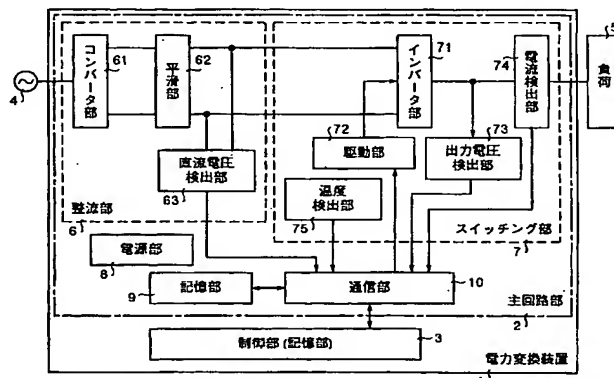 コンバータ部
61
平滑部
62
インバータ部
71
74
電流検出部
5
負荷
4
72
駆動部
73
出力電圧
検出部
直流電圧
検出部
63
温度
検出部
75
整流部
6
スイッチング部
7
電源部
8
記憶部
9
通信部
10
主回路部
2
制御部(記憶部)
3
電力変換装置